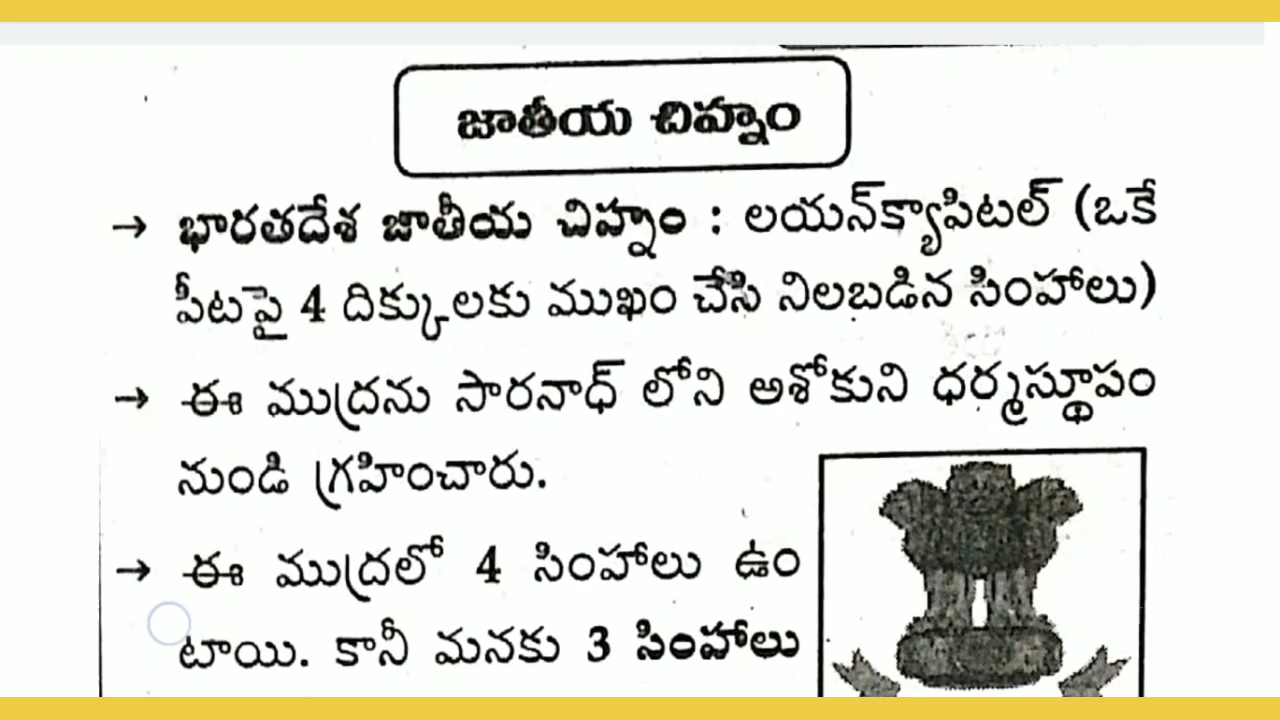 జాతీయ చిహ్నం
→ భారతదేశ జాతీయ చిహ్నం : లయన్‌క్యాపిటల్ (ఒకే
పీటపై 4 దిక్కులకు ముఖం చేసి నిలబడిన సింహాలు)
→ ఈ ముద్రను సారనాధ్ లోని అశోకుని ధర్మస్థూపం
నుండి గ్రహించారు.
→ ఈ ముద్రలో 4 సింహాలు ఉం
టాయి. కానీ మనకు 3 సింహాలు